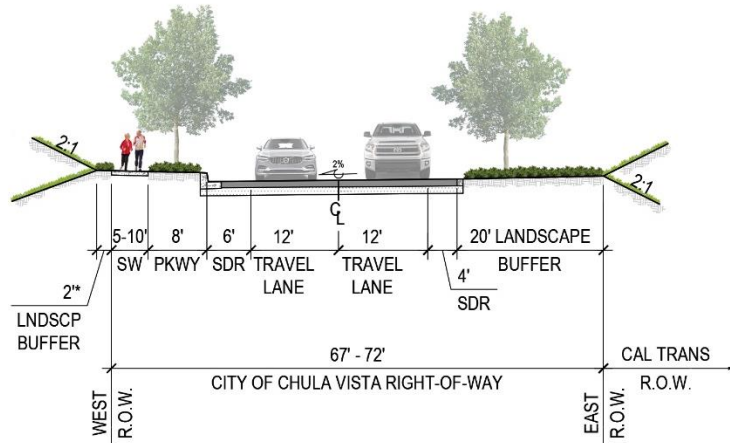 2:1
2%
2:1
CL
5-10'
8'
6'
12'
12'
20' LANDSCAPE
SW
PKWY
SDR
TRAVEL
LANE
TRAVEL
LANE
BUFFER
2'*
LNDSCP
BUFFER
4'
SDR
67' - 72'
CAL TRANS
CITY OF CHULA VISTA RIGHT-OF-WAY
R.O.W.
WEST
R.O.W.
EAST
R.O.W.